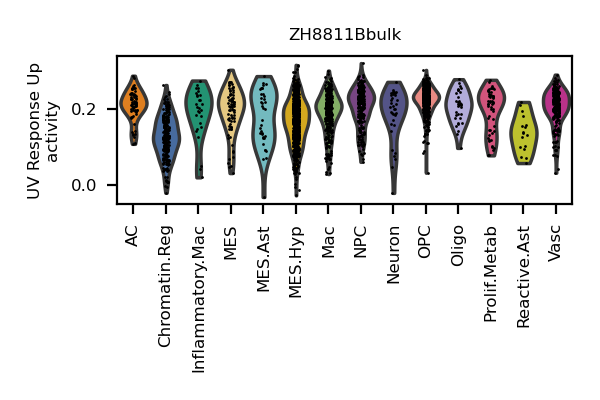 ZH8811Bbulk
UV Response Up
activity
0.2
0.0
AC
Chromatin.Reg
Inflammatory.Mac
MES
MES.Ast
MES.Hyp
Mac
NPC
Neuron
OPC
Oligo
Prolif.Metab
Reactive.Ast
Vasc